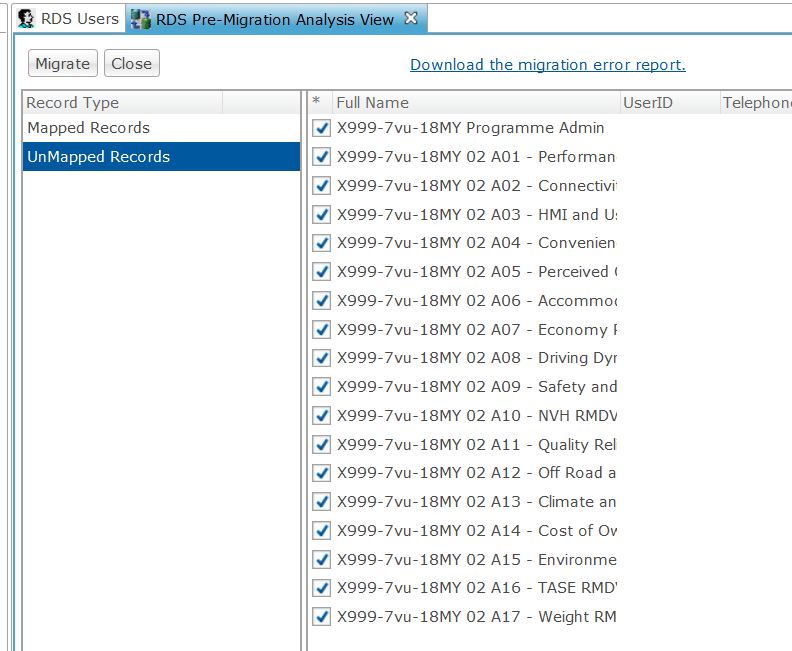 RDS Users RDS Pre-Migration Analysis View
Migrate Close Download the migration error report.
Record Type * Full Name UserID Telephon
Mapped Records
UnMapped Records
X999-7vu-18MY Programme Admin
X999-7vu-18MY 02 A01 - Performan
X999-7vu-18MY 02 A02 - Connectivi
X999-7vu-18MY 02 A03 - HMI and Us
X999-7vu-18MY 02 A04 - Convenien
X999-7vu-18MY 02 A05 - Perceived
X999-7vu-18MY 02 A06 - Accommo
X999-7vu-18MY 02 A07 - Economy
X999-7vu-18MY 02 A08 - Driving Dyn
X999-7vu-18MY 02 A09 - Safety and
X999-7vu-18MY 02 A10 - NVH RMDV
X999-7vu-18MY 02 A11 - Quality Reli
X999-7vu-18MY 02 A12 - Off Road a
X999-7vu-18MY 02 A13 - Climate an
X999-7vu-18MY 02 A14 - Cost of Ow
X999-7vu-18MY 02 A15 - Environme
X999-7vu-18MY 02 A16 - TASE RMDV
X999-7vu-18MY 02 A17 - Weight RM